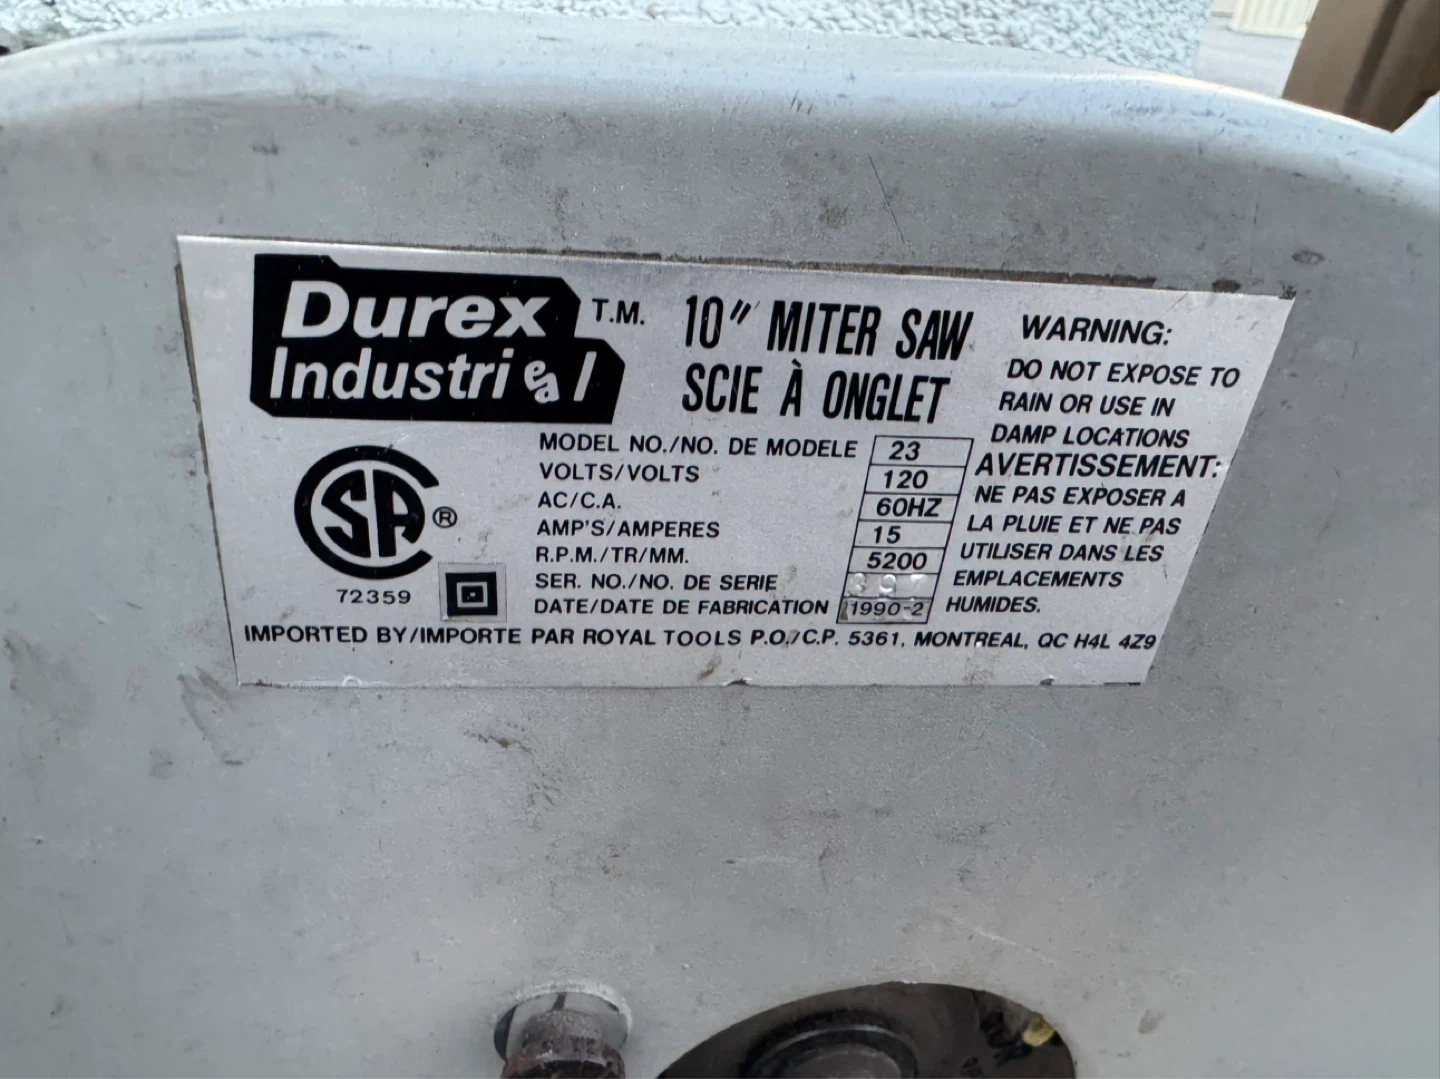 Durex T.M.
Industrieal
10" MITER SAW
SCIE À ONGLET
CSA ®
72359
MODEL NO./NO. DE MODELE 23
VOLTS/VOLTS 120
AC/C.A. 60HZ
AMP'S/AMPERES 15
R.P.M./TR/MM. 5200
SER. NO./NO. DE SERIE
DATE/DATE DE FABRICATION 1990-2
WARNING:
DO NOT EXPOSE TO
RAIN OR USE IN
DAMP LOCATIONS
AVERTISSEMENT:
NE PAS EXPOSER A
LA PLUIE ET NE PAS
UTILISER DANS LES
EMPLACEMENTS
HUMIDES.
IMPORTED BY/IMPORTE PAR ROYAL TOOLS P.O./C.P. 5361, MONTREAL, QC H4L 4Z9